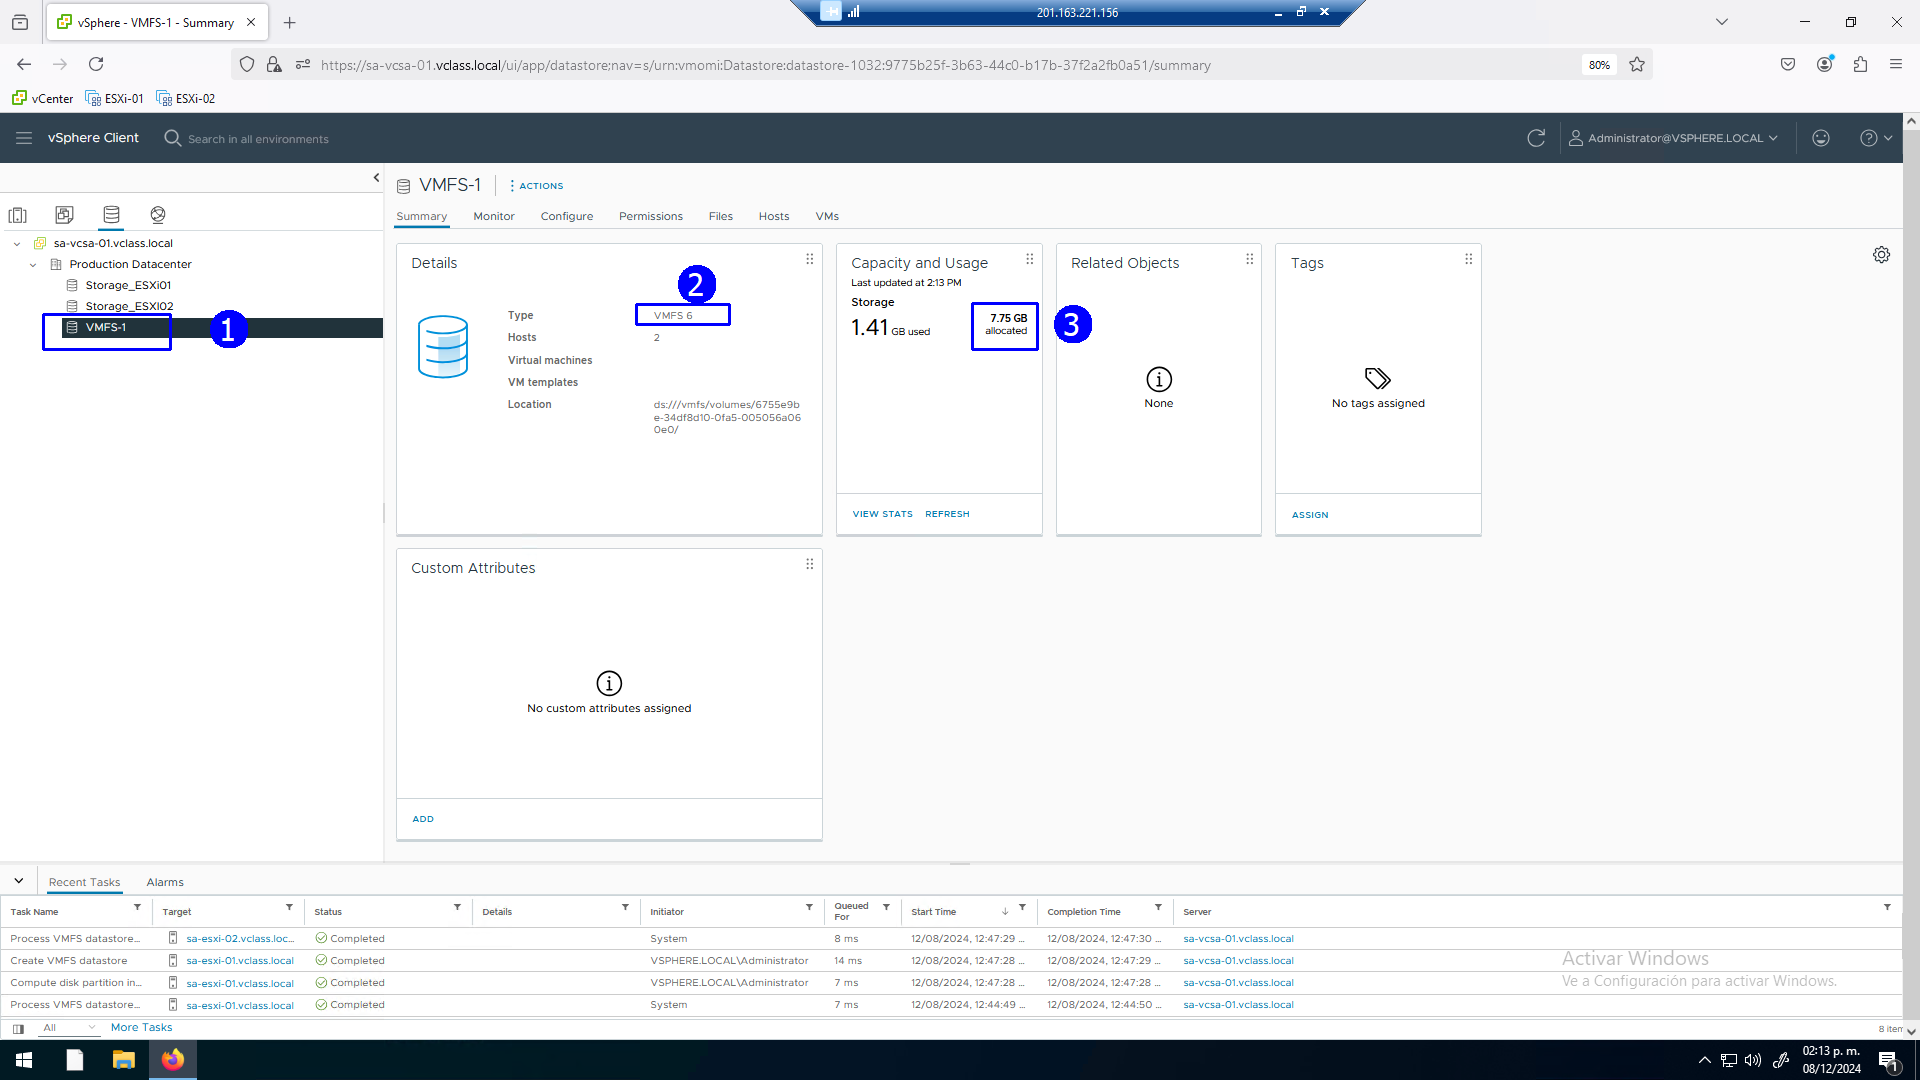 vSphere - VMFS-1 - Summary
201.163.221.156
https://sa-vcsa-01.vclass.local/ui/app/datastore;nav=s/urn:vmomi:Datastore:datastore-1032:9775b25f-3b63-44c0-b17b-37f2a2fb0a51/summary
80%
vCenter ESXi-01 ESXi-02
vSphere Client
Search in all environments
Administrator@VSPHERE.LOCAL
VMFS-1
ACTIONS
Summary Monitor Configure Permissions Files Hosts VMs
sa-vcsa-01.vclass.local
Production Datacenter
Storage_ESXi01
Storage_ESXI02
VMFS-1
1
Details
2
Type VMFS 6
Hosts 2
Virtual machines
VM templates
Location ds:///vmfs/volumes/6755e9b
e-34df8d10-0fa5-005056a06
0e0/
Capacity and Usage
Last updated at 2:13 PM
Storage
1.41 GB used
7.75 GB
allocated
3
VIEW STATS REFRESH
Related Objects
None
Tags
No tags assigned
ASSIGN
Custom Attributes
No custom attributes assigned
ADD
Recent Tasks Alarms
Task Name Target Status Details Initiator Queued For Start Time Completion Time Server
Process VMFS datastore... sa-esxi-02.vclass.loc... Completed System 8 ms 12/08/2024, 12:47:29 ... 12/08/2024, 12:47:30 ... sa-vcsa-01.vclass.local
Create VMFS datastore sa-esxi-01.vclass.local Completed VSPHERE.LOCAL\Administrator 14 ms 12/08/2024, 12:47:28 ... 12/08/2024, 12:47:29 ... sa-vcsa-01.vclass.local
Compute disk partition in... sa-esxi-01.vclass.local Completed VSPHERE.LOCAL\Administrator 7 ms 12/08/2024, 12:47:28 ... 12/08/2024, 12:47:28 ... sa-vcsa-01.vclass.local
Process VMFS datastore... sa-esxi-01.vclass.local Completed System 7 ms 12/08/2024, 12:44:49 ... 12/08/2024, 12:44:50 ... sa-vcsa-01.vclass.local
Activar Windows
Ve a Configuración para activar Windows.
All More Tasks
8 item
02:13 p. m.
08/12/2024
1